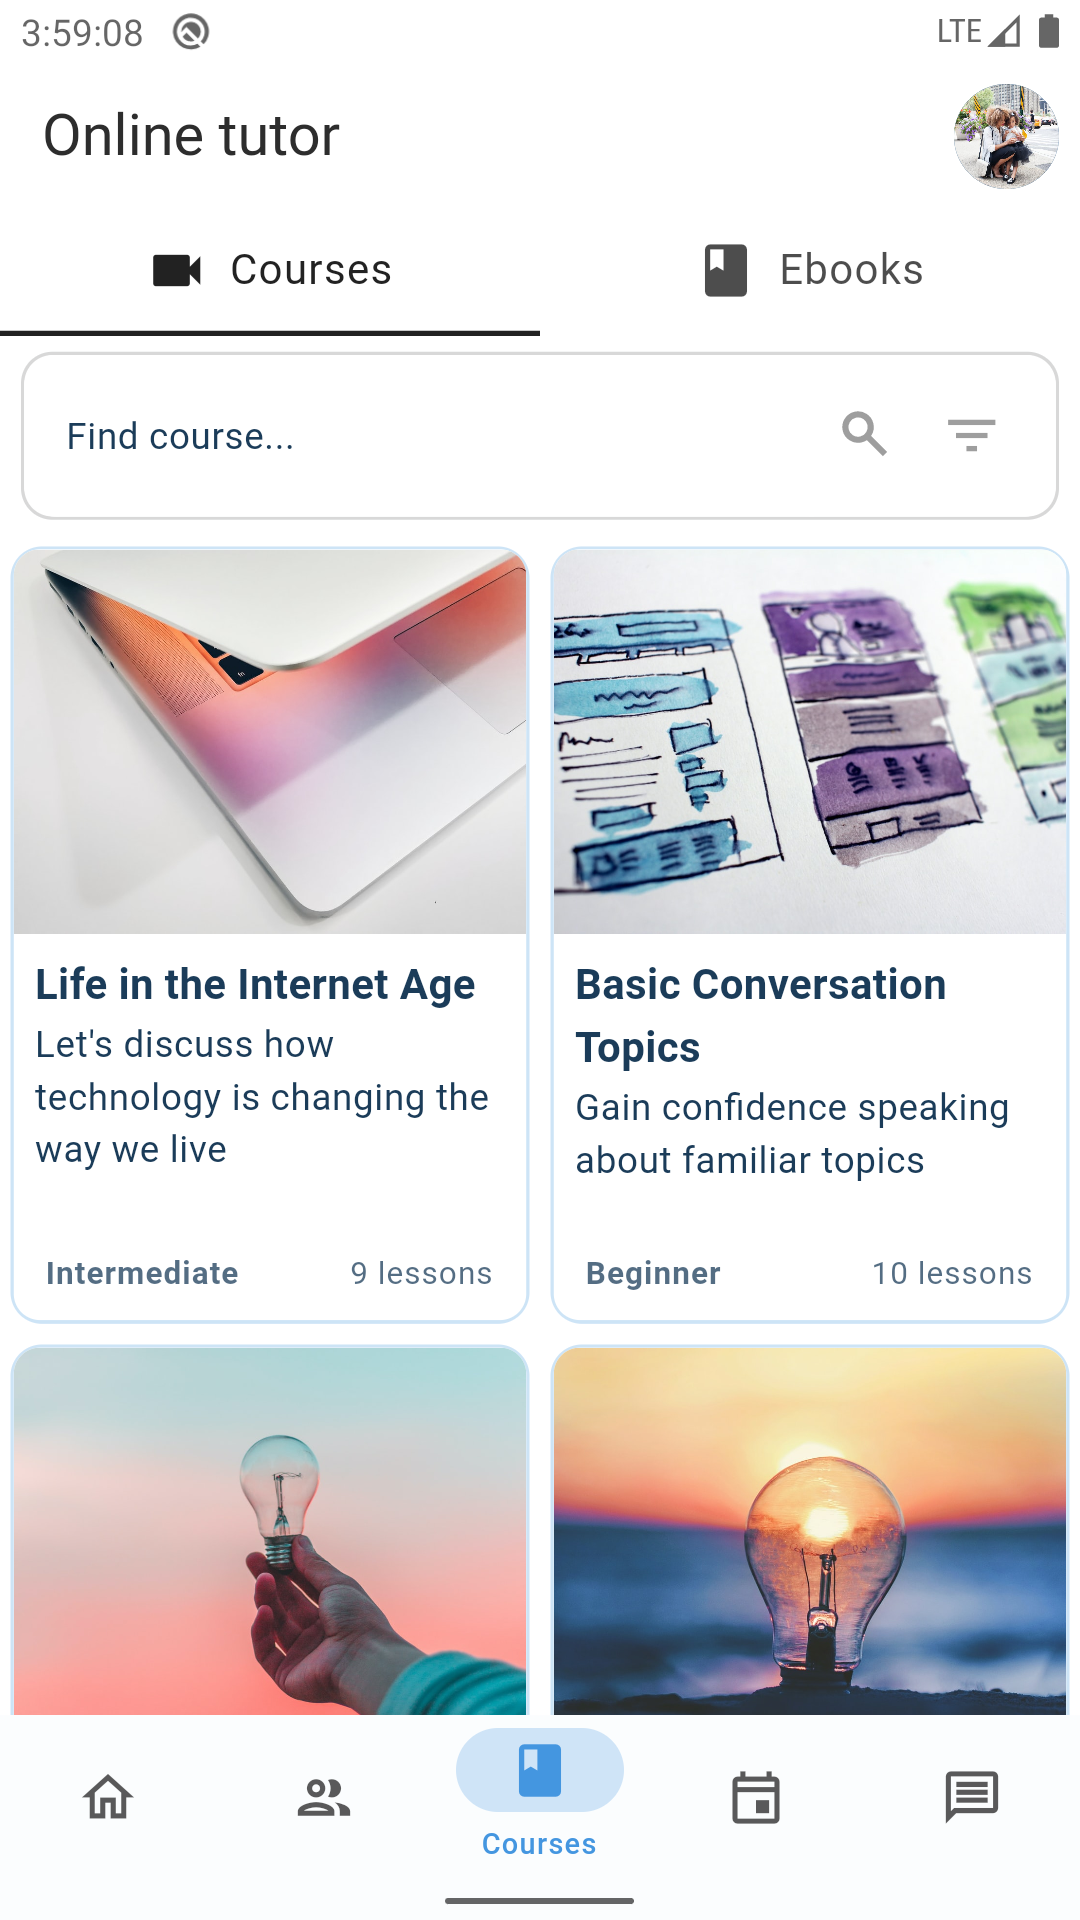 3:59:08
LTE
Online tutor
Courses
Ebooks
Find course...
Life in the Internet Age
Let's discuss how
technology is changing the
way we live
Intermediate
9 lessons
Basic Conversation
Topics
Gain confidence speaking
about familiar topics
Beginner
10 lessons
Courses